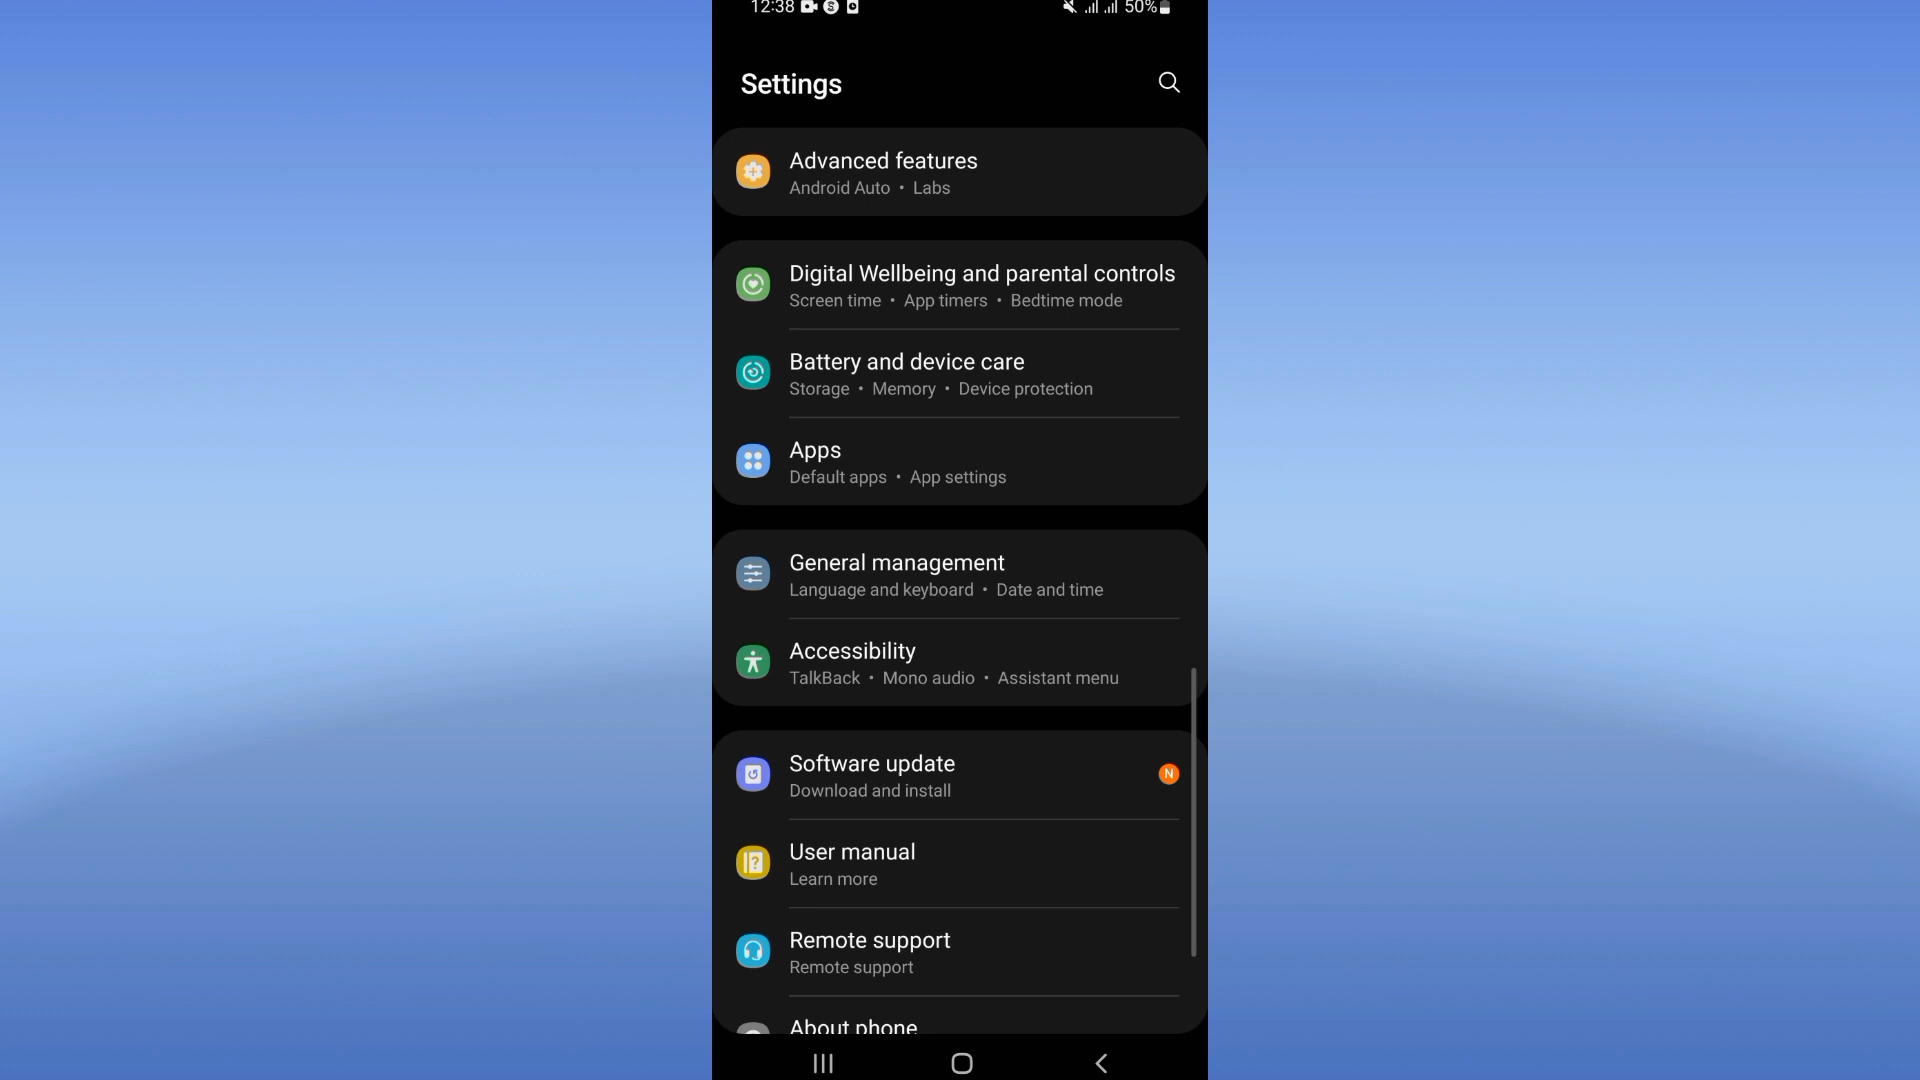 12:38 50%
Settings
Advanced features
Android Auto • Labs
Digital Wellbeing and parental controls
Screen time • App timers • Bedtime mode
Battery and device care
Storage • Memory • Device protection
Apps
Default apps • App settings
General management
Language and keyboard • Date and time
Accessibility
TalkBack • Mono audio • Assistant menu
Software update
N
Download and install
User manual
Learn more
Remote support
Remote support
About phone